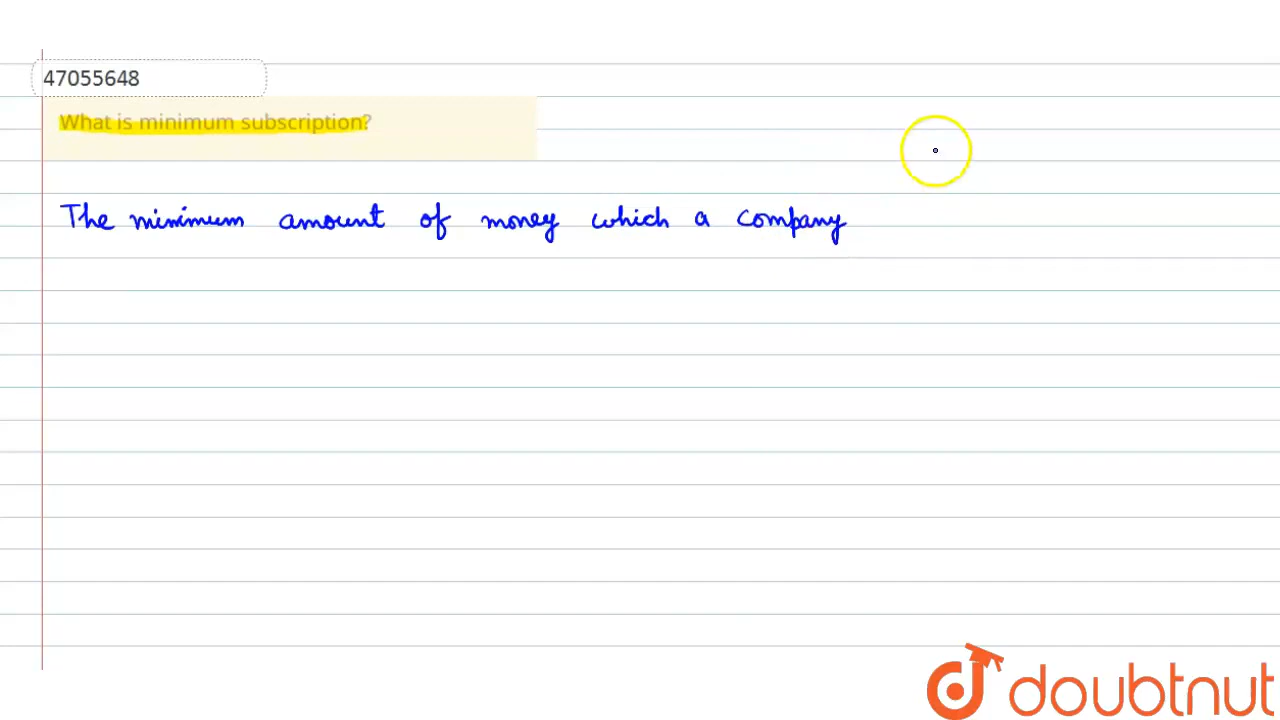 47055648
What is minimum subscription?
The minimum amount of money which a company
doubtnut